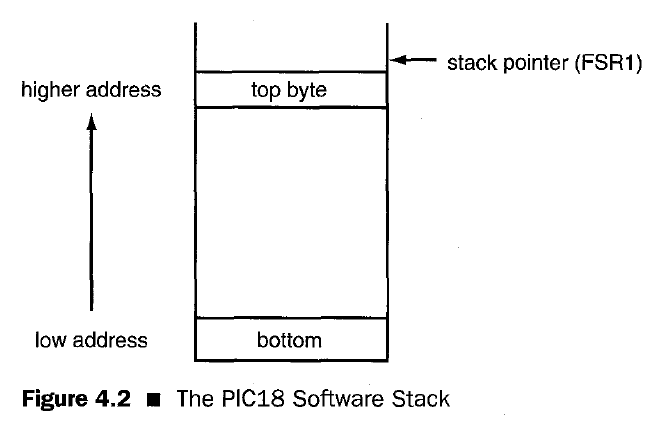 stack pointer (FSR1)
higher address
top byte
low address
bottom
Figure 4.2 ■ The PIC18 Software Stack